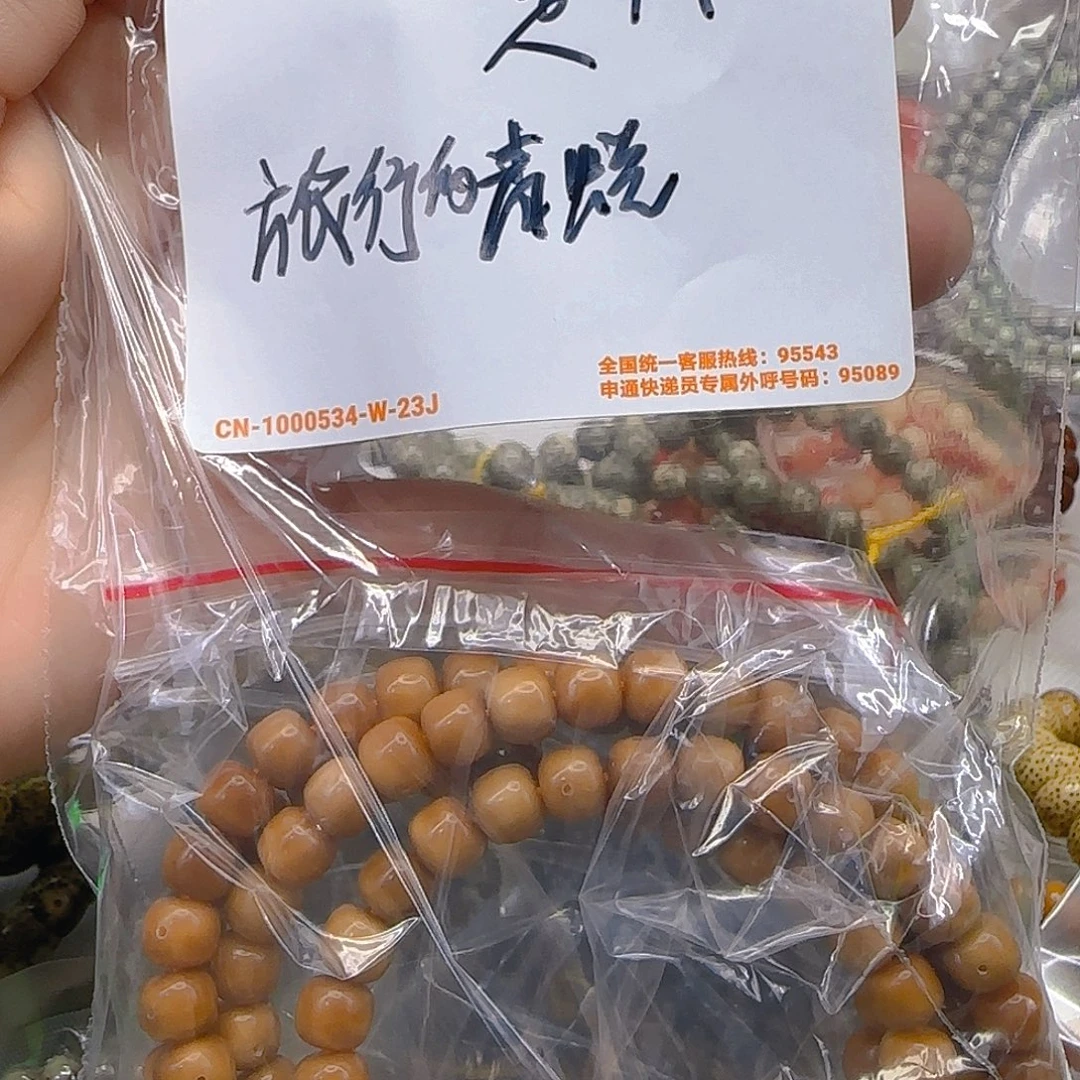 旅行的青烧
全国统一客服热线：95543
申通快递员专属外呼号码：95089
CN-1000534-W-23J